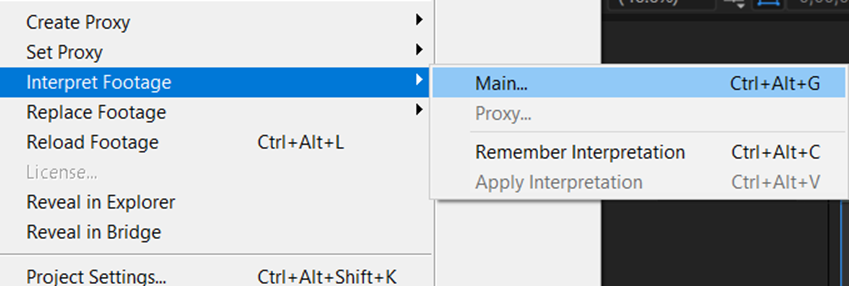 Create Proxy
Set Proxy
Interpret Footage
Main... Ctrl+Alt+G
Replace Footage
Proxy...
Reload Footage Ctrl+Alt+L
Remember Interpretation Ctrl+Alt+C
License...
Apply Interpretation Ctrl+Alt+V
Reveal in Explorer
Reveal in Bridge
Project Settings... Ctrl+Alt+Shift+K